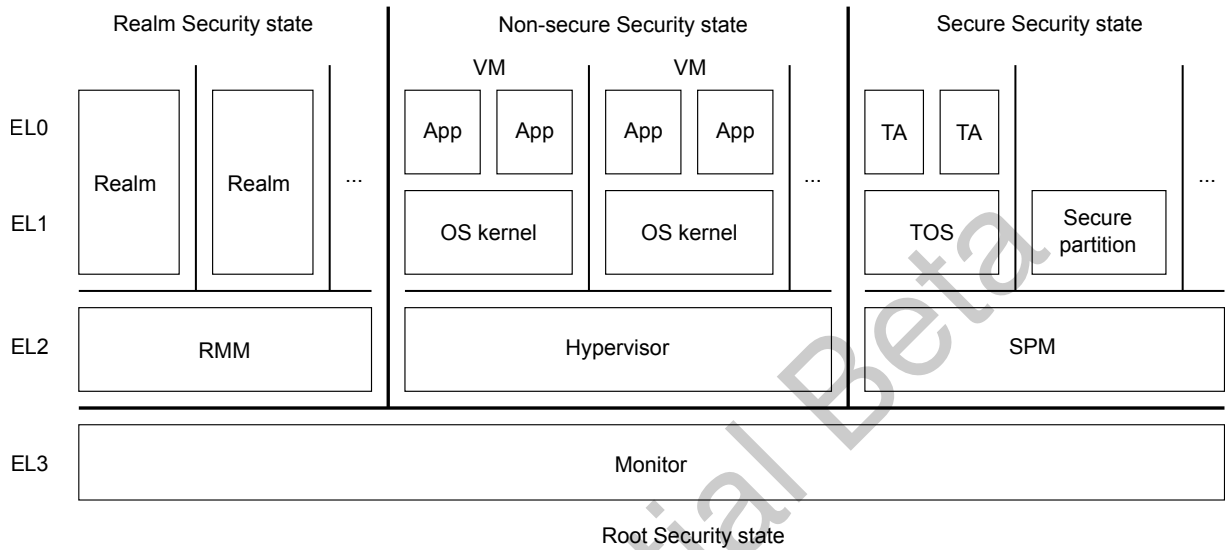 Realm Security state
Non-secure Security state
Secure Security state
VM
VM
EL0
App
App
App
App
TA
TA
Realm
Realm
...
...
...
EL1
OS kernel
OS kernel
TOS
Secure
partition
EL2
RMM
Hypervisor
SPM
EL3
Monitor
Root Security state
Beta